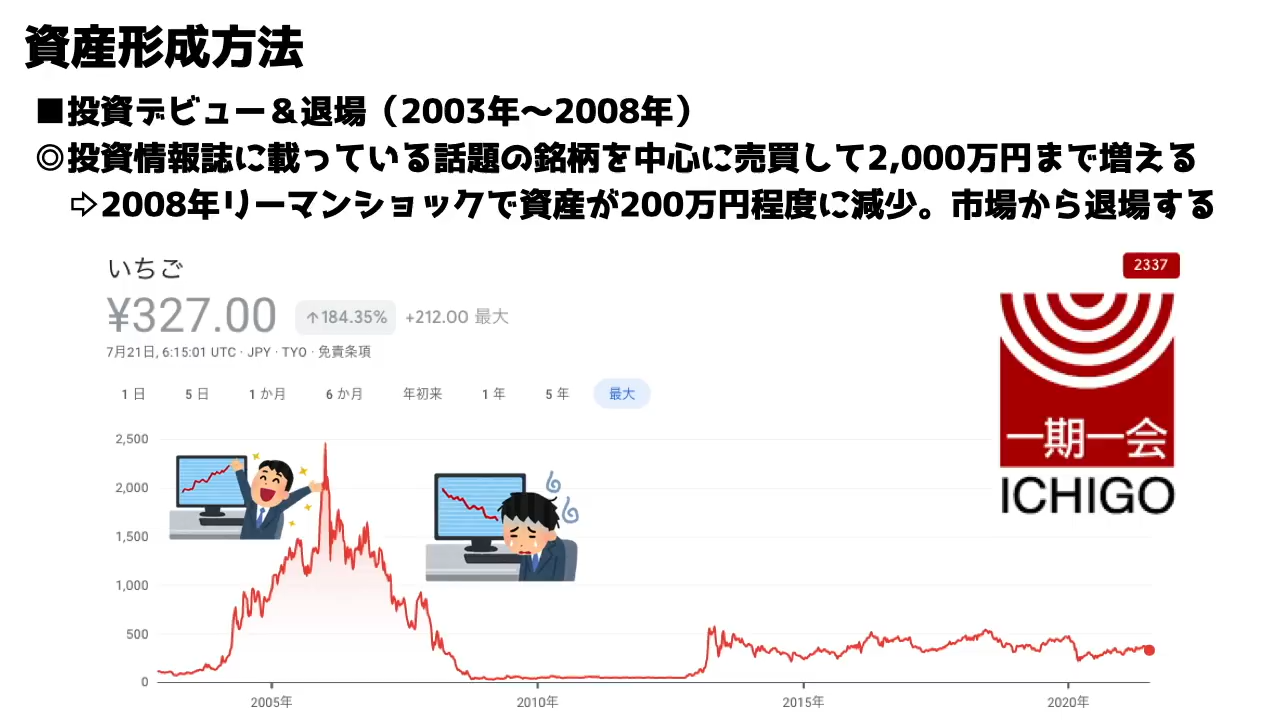 資産形成方法
■投資デビュー＆退場（2003年〜2008年）
◎投資情報誌に載っている話題の銘柄を中心に売買して2,000万円まで増える
⇨2008年リーマンショックで資産が200万円程度に減少。市場から退場する
いちご
2337
¥327.00 ↑184.35% +212.00 最大
7月21日, 6:15:01 UTC · JPY · TYO · 免責条項
1 日 5 日 1 か月 6 か月 年初来 1 年 5 年 最大
一期一会
ICHIGO
2,500
2,000
1,500
1,000
500
0
2005年 2010年 2015年 2020年